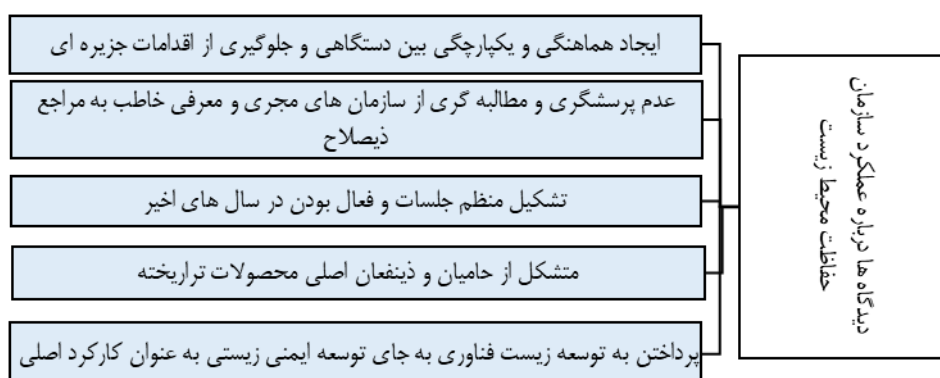 دیدگاه ها درباره عملکرد سازمان
حفاظت محیط زیست
ایجاد هماهنگی و یکپارچگی بین دستگاهی و جلوگیری از اقدامات جزیره ای
عدم پرسشگری و مطالبه گری از سازمان های مجری و معرفی خاطب به مراجع
ذیصلاح
تشکیل منظم جلسات و فعال بودن در سال های اخیر
متشکل از حامیان و ذینفعان اصلی محصولات تراریخته
پرداختن به توسعه زیست فناوری به جای توسعه ایمنی زیستی به عنوان کارکرد اصلی